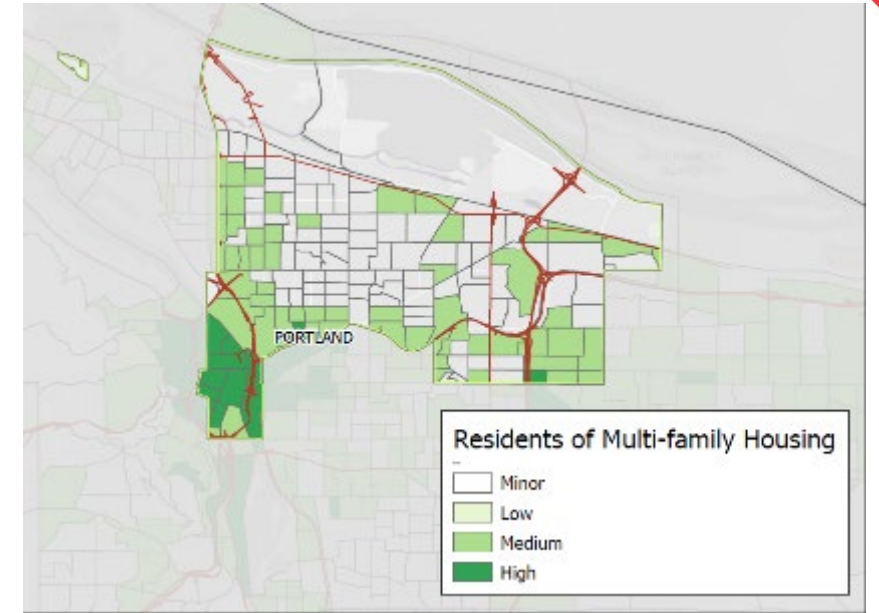 PORTLAND
Residents of Multi-family Housing
Minor
Low
Medium
High